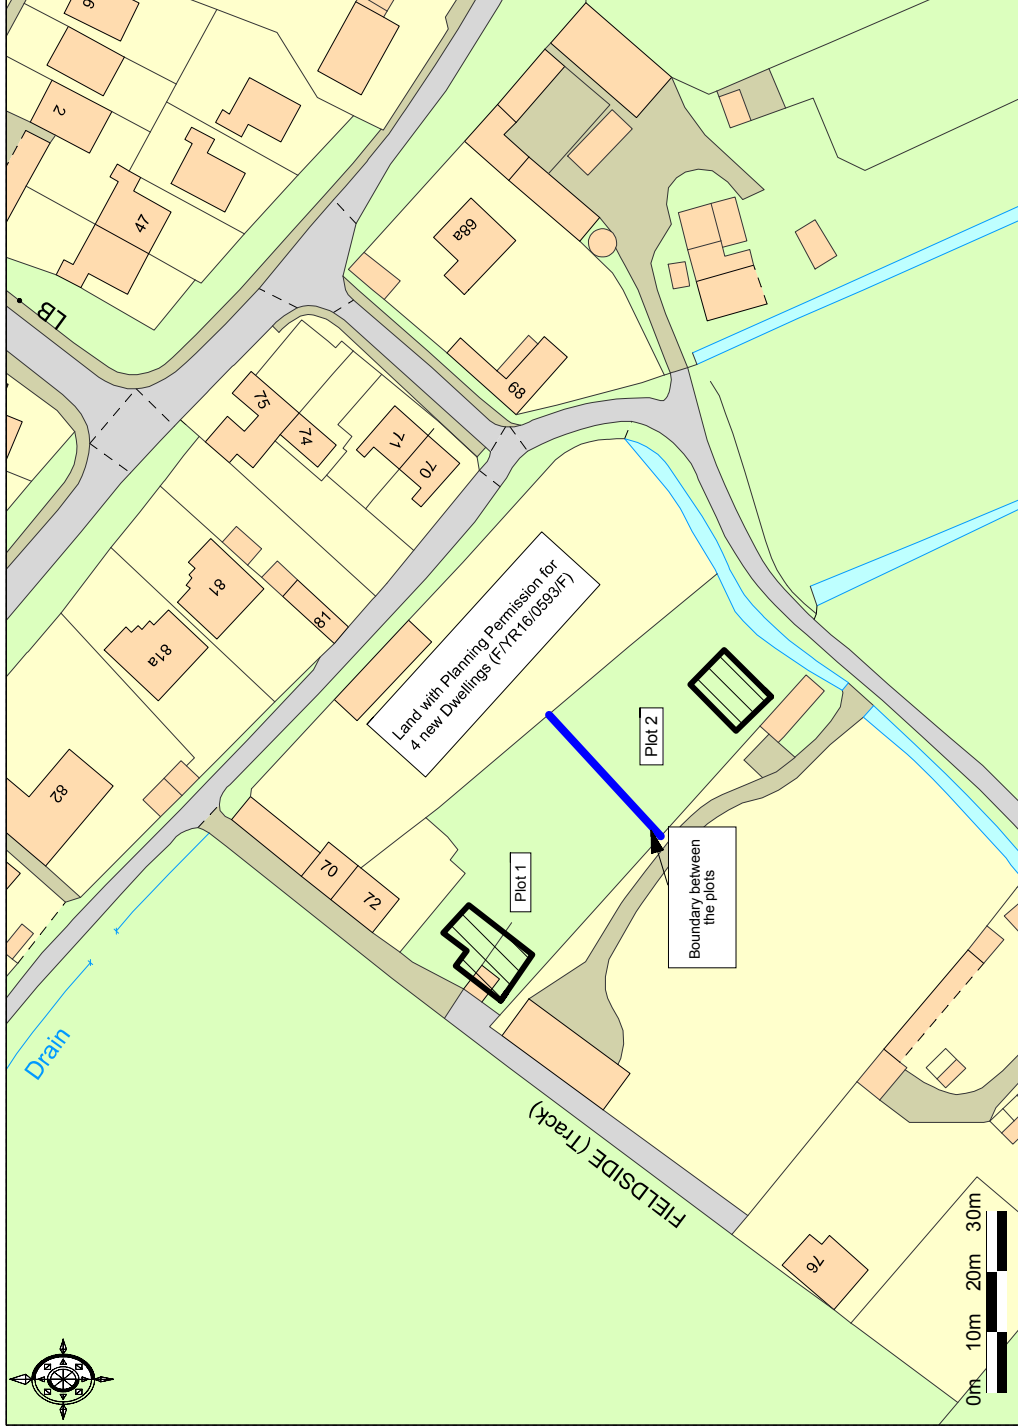 6
2
47
LB
68a
68
75
74
71
70
81
81
81a
82
Land with Planning Permission for
4 new Dwellings (F/YR16/0593/F)
Plot 2
70
72
Plot 1
Boundary between
the plots
Drain
FIELDSIDE (Track)
76
0m
10m
20m
30m